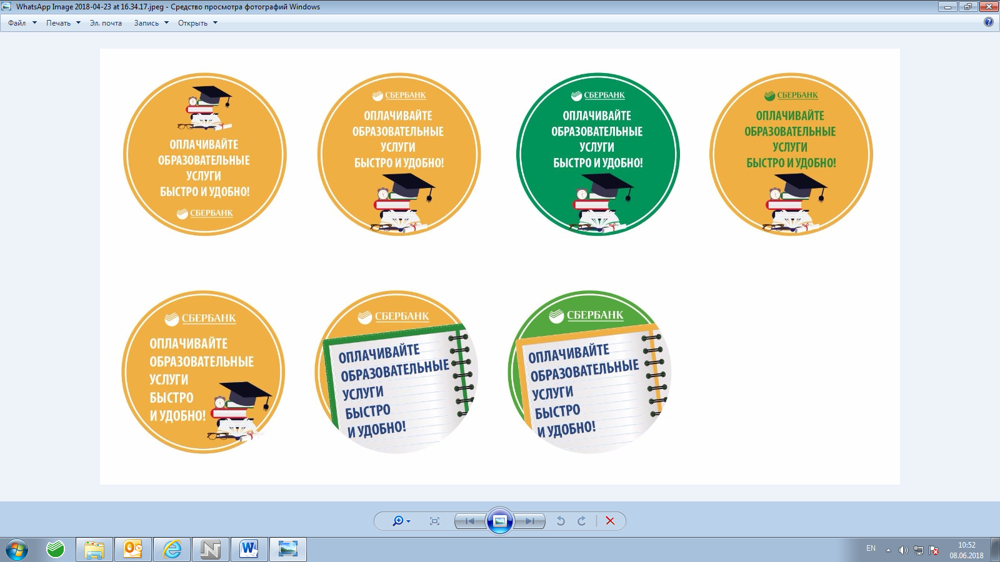 WhatsApp Image 2018-04-23 at 16.34.17.jpeg - Средство просмотра фотографий Windows
Файл Печать Эл. почта Запись Открыть
ОПЛАЧИВАЙТЕ
ОБРАЗОВАТЕЛЬНЫЕ
УСЛУГИ
БЫСТРО И УДОБНО!
СБЕРБАНК
СБЕРБАНК
ОПЛАЧИВАЙТЕ
ОБРАЗОВАТЕЛЬНЫЕ
УСЛУГИ
БЫСТРО И УДОБНО!
СБЕРБАНК
ОПЛАЧИВАЙТЕ
ОБРАЗОВАТЕЛЬНЫЕ
УСЛУГИ
БЫСТРО И УДОБНО!
СБЕРБАНК
ОПЛАЧИВАЙТЕ
ОБРАЗОВАТЕЛЬНЫЕ
УСЛУГИ
БЫСТРО И УДОБНО!
СБЕРБАНК
ОПЛАЧИВАЙТЕ
ОБРАЗОВАТЕЛЬНЫЕ
УСЛУГИ
БЫСТРО
И УДОБНО!
СБЕРБАНК
ОПЛАЧИВАЙТЕ
ОБРАЗОВАТЕЛЬНЫЕ
УСЛУГИ
БЫСТРО
И УДОБНО!
СБЕРБАНК
ОПЛАЧИВАЙТЕ
ОБРАЗОВАТЕЛЬНЫЕ
УСЛУГИ
БЫСТРО
И УДОБНО!
EN
10:52
08.06.2018